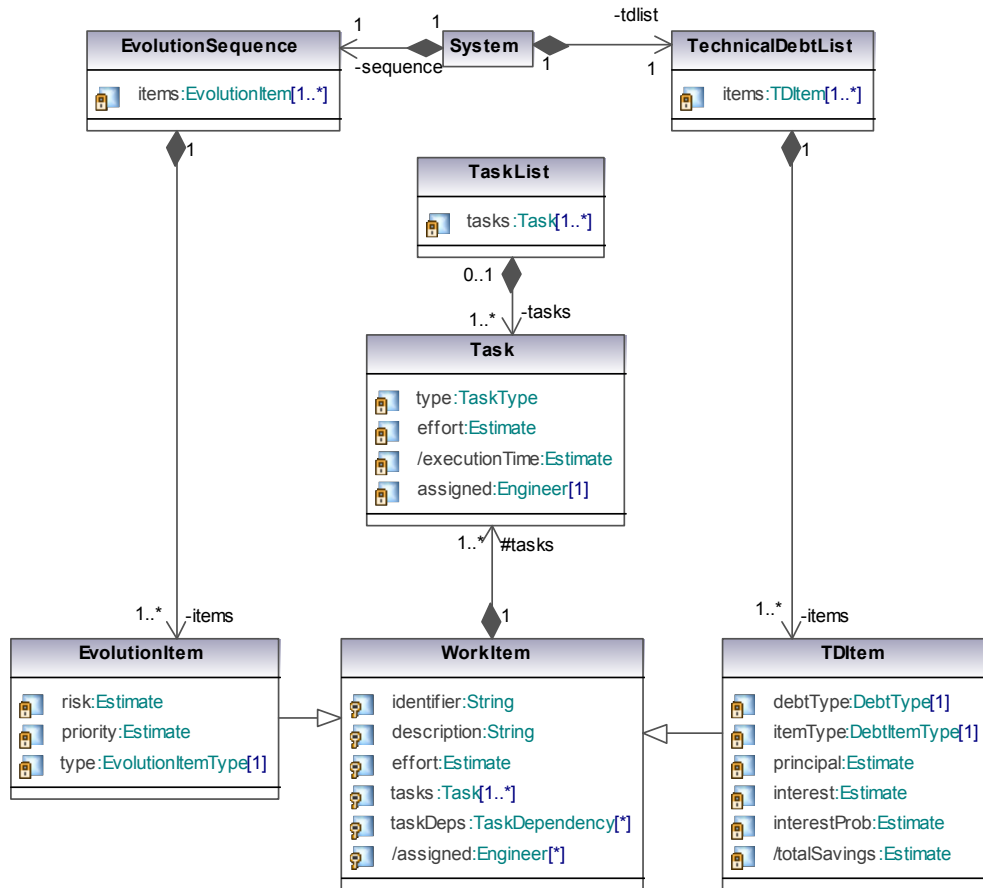 EvolutionSequence
items:EvolutionItem[1..*]
1
1
-sequence
System
1
-tdlist
1
TechnicalDebtList
items:TDItem[1..*]
1
1
TaskList
tasks:Task[1..*]
0..1
1..*
-tasks
Task
type:TaskType
effort:Estimate
/executionTime:Estimate
assigned:Engineer[1]
1..*
#tasks
1
1..*
-items
1..*
-items
EvolutionItem
risk:Estimate
priority:Estimate
type:EvolutionItemType[1]
WorkItem
identifier:String
description:String
effort:Estimate
tasks:Task[1..*]
taskDeps:TaskDependency[*]
/assigned:Engineer[*]
TDItem
debtType:DebtType[1]
itemType:DebtItemType[1]
principal:Estimate
interest:Estimate
interestProb:Estimate
/totalSavings:Estimate